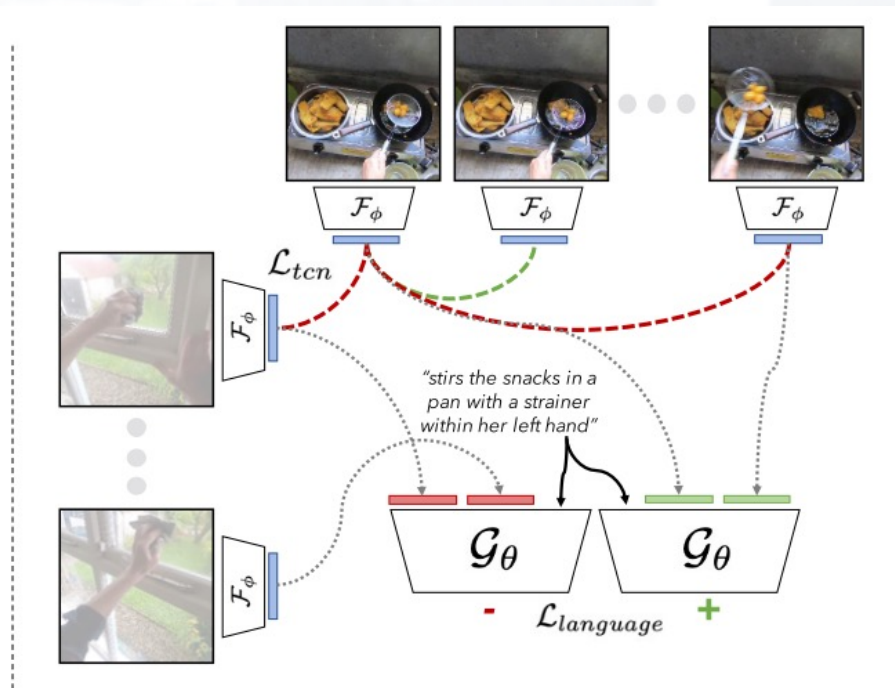 𝓕ϕ
𝓕ϕ
𝓕ϕ
𝓛tcn
𝓕ϕ
“stirs the snacks in a
pan with a strainer
within her left hand”
𝓕ϕ
𝓖θ
𝓖θ
-
𝓛language
+